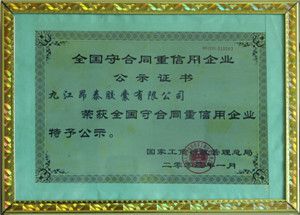 全国守合同重信用企业
公示证书
九江昂泰胶囊有限公司
荣获全国守合同重信用企业
特予公示。
国家工商行政管理总局
一月